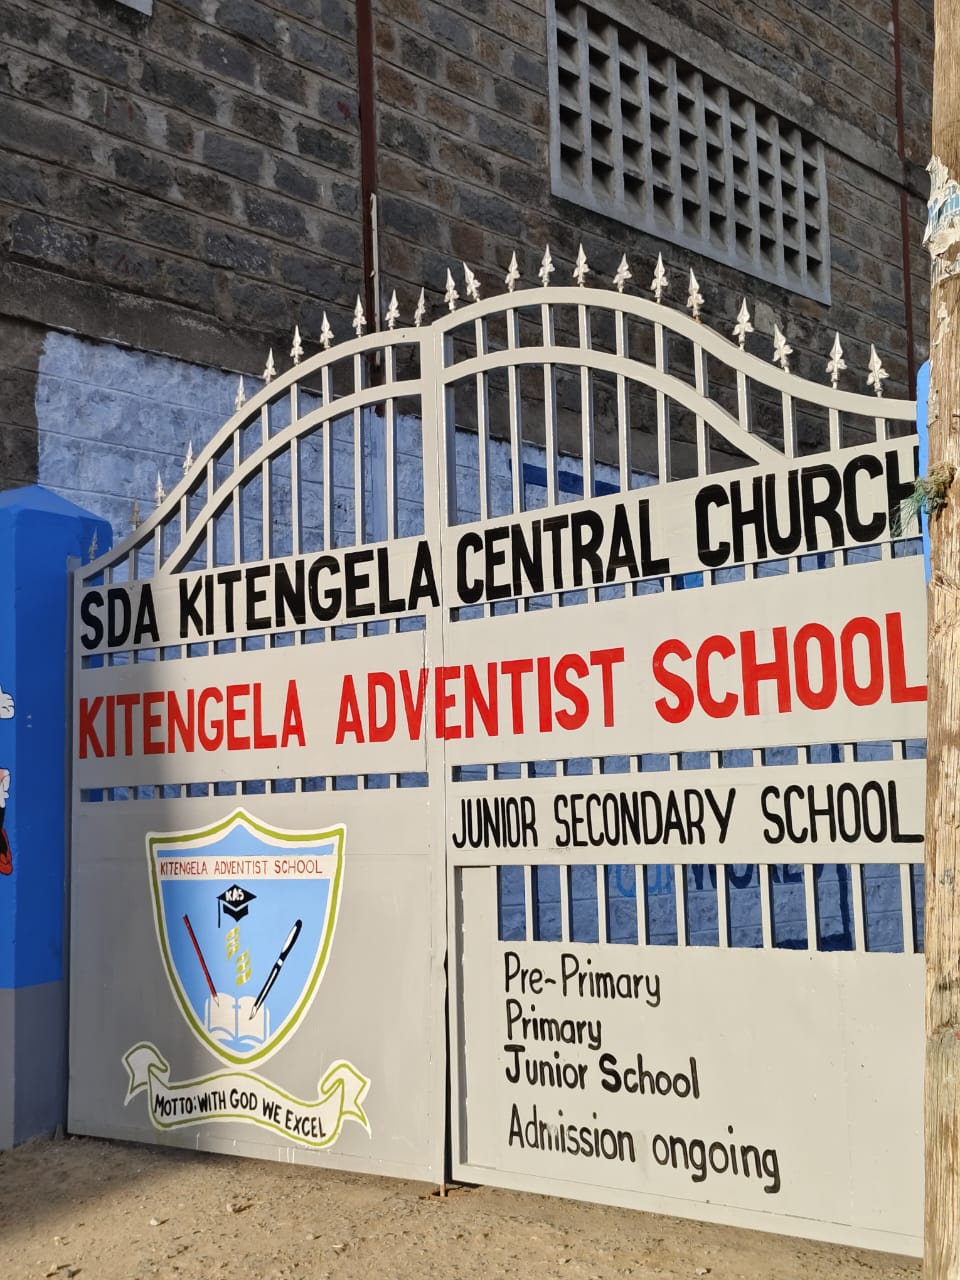 SDA KITENGELA CENTRAL CHURCH
KITENGELA ADVENTIST SCHOOL
JUNIOR SECONDARY SCHOOL
KITENGELA ADVENTIST SCHOOL
KAS
MOTTO: WITH GOD WE EXCEL
Pre-Primary
Primary
Junior School
Admission ongoing